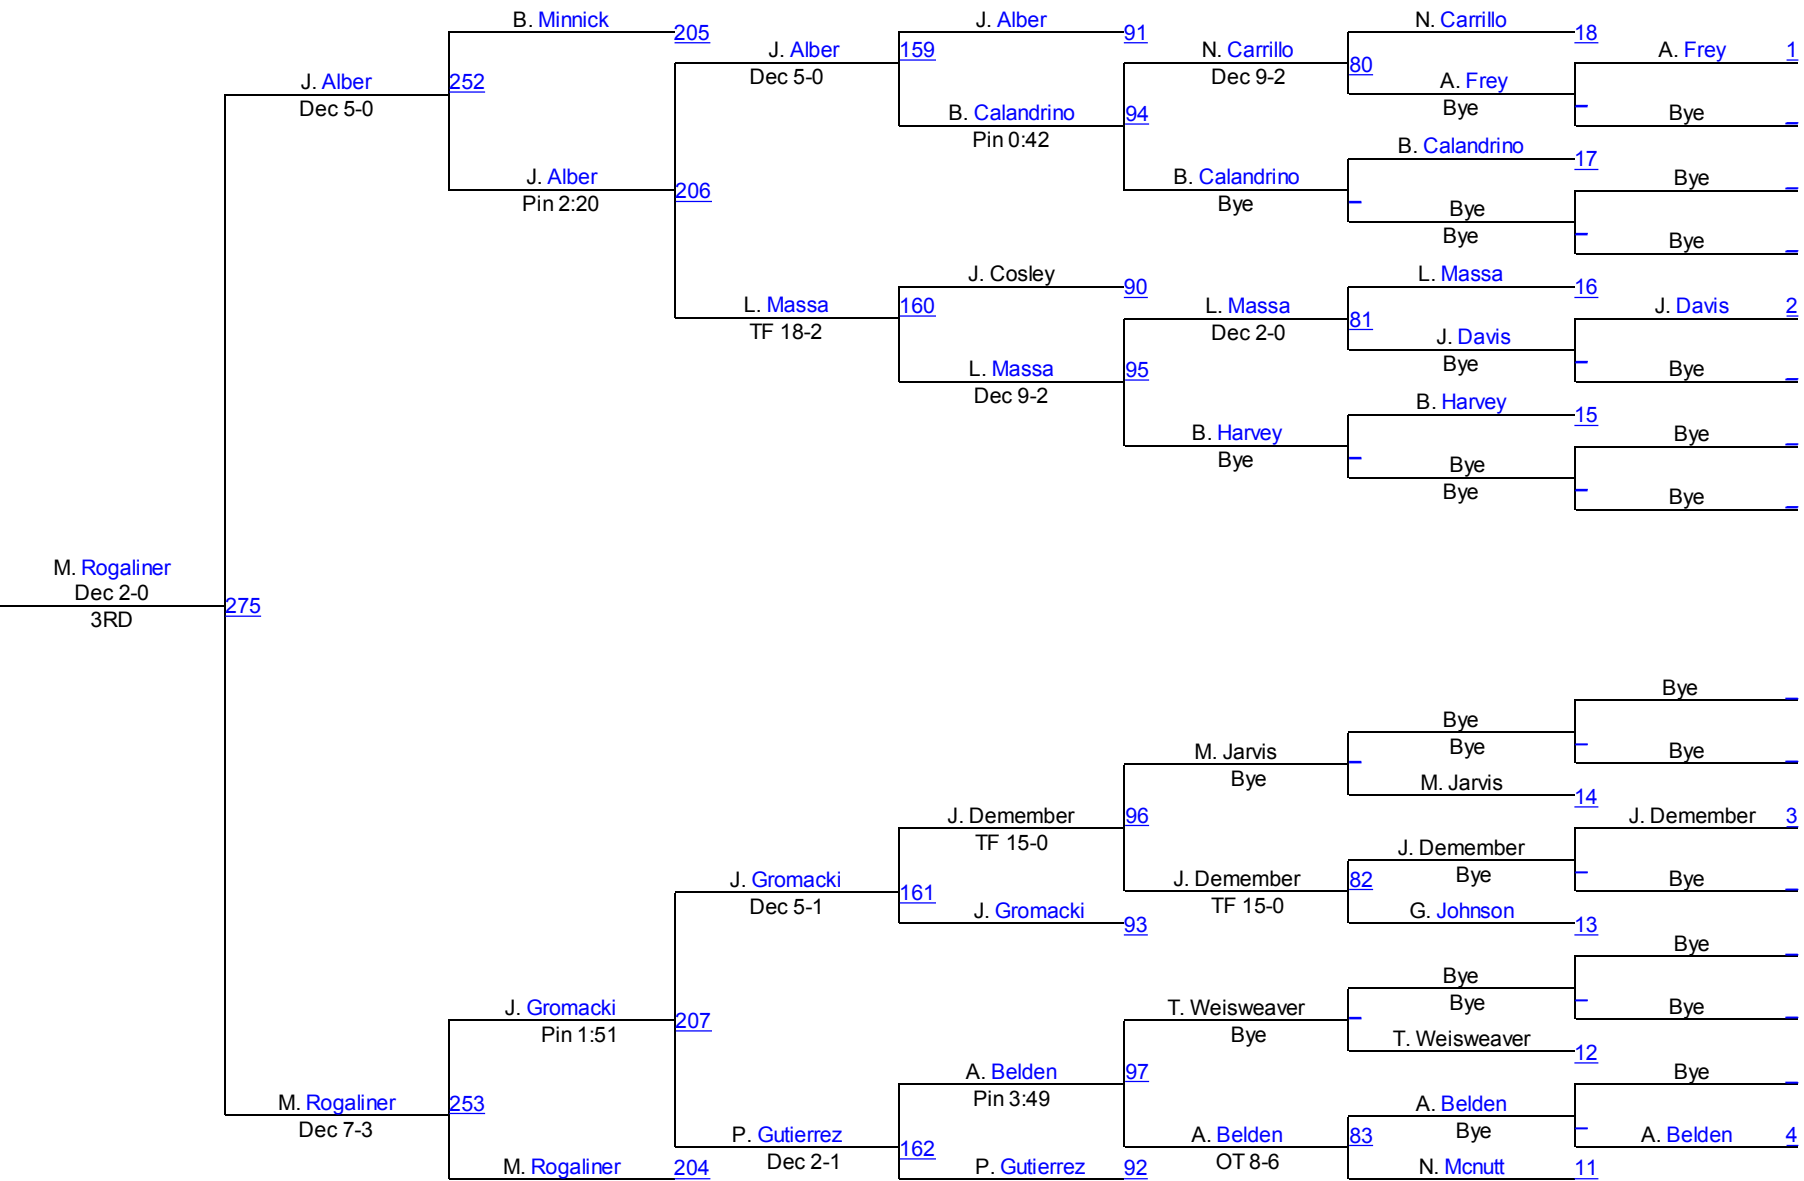 B. Minnick
205
J. Alber
91
N. Carrillo
18
J. Alber
159
N. Carrillo
A. Frey
1
Dec 5-0
Dec 9-2
80
J. Alber
252
A. Frey
Dec 5-0
Bye
B. Calandrino
94
Bye
Pin 0:42
B. Calandrino
17
J. Alber
206
B. Calandrino
Bye
Pin 2:20
Bye
Bye
Bye
Bye
J. Cosley
90
L. Massa
16
L. Massa
160
L. Massa
J. Davis
2
TF 18-2
Dec 2-0
81
J. Davis
Bye
L. Massa
95
Bye
Dec 9-2
B. Harvey
15
B. Harvey
Bye
Bye
Bye
Bye
Bye
M. Rogaliner
Dec 2-0
275
3RD
Bye
Bye
M. Jarvis
Bye
Bye
Bye
M. Jarvis
14
J. Demember
96
J. Demember
3
TF 15-0
J. Demember
J. Gromacki
161
J. Demember
82
Bye
Bye
Dec 5-1
TF 15-0
J. Gromacki
93
G. Johnson
13
Bye
Bye
J. Gromacki
207
T. Weisweaver
Bye
Bye
Pin 1:51
Bye
T. Weisweaver
12
A. Belden
97
Bye
Pin 3:49
M. Rogaliner
253
A. Belden
Dec 7-3
Bye
P. Gutierrez
162
A. Belden
83
A. Belden
4
Dec 2-1
OT 8-6
M. Rogaliner
204
P. Gutierrez
92
N. Mcnutt
11